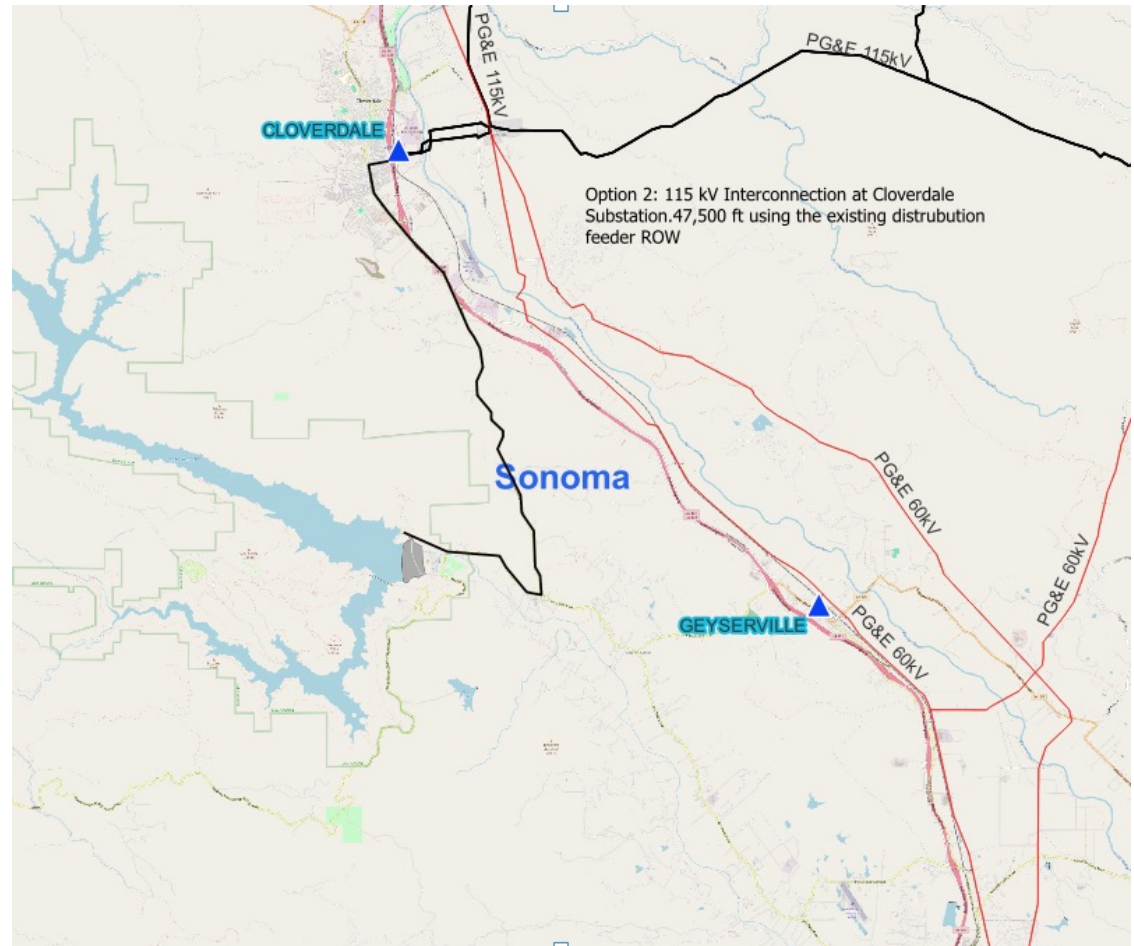 PG&E 115kV
PG&E 115kV
Cloverdale
CLOVERDALE
Option 2: 115 kV Interconnection at Cloverdale
Substation.47,500 ft using the existing distrubution
feeder ROW
Sonoma
PG&E 60kV
PG&E 60kV
GEYSERVILLE
PG&E 60kV